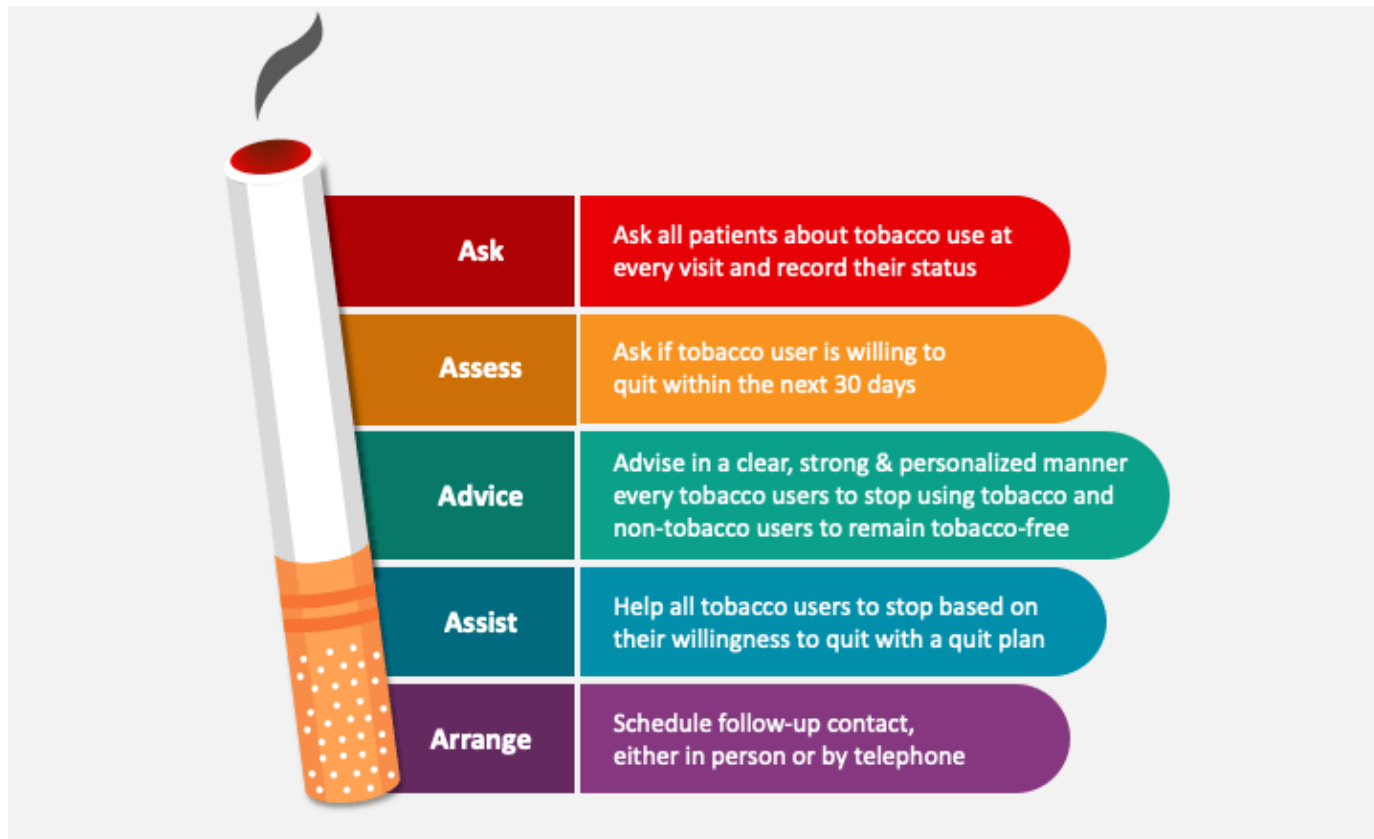 Ask
Ask all patients about tobacco use at
every visit and record their status
Assess
Ask if tobacco user is willing to
quit within the next 30 days
Advice
Advise in a clear, strong & personalized manner
every tobacco users to stop using tobacco and
non-tobacco users to remain tobacco-free
Assist
Help all tobacco users to stop based on
their willingness to quit with a quit plan
Arrange
Schedule follow-up contact,
either in person or by telephone